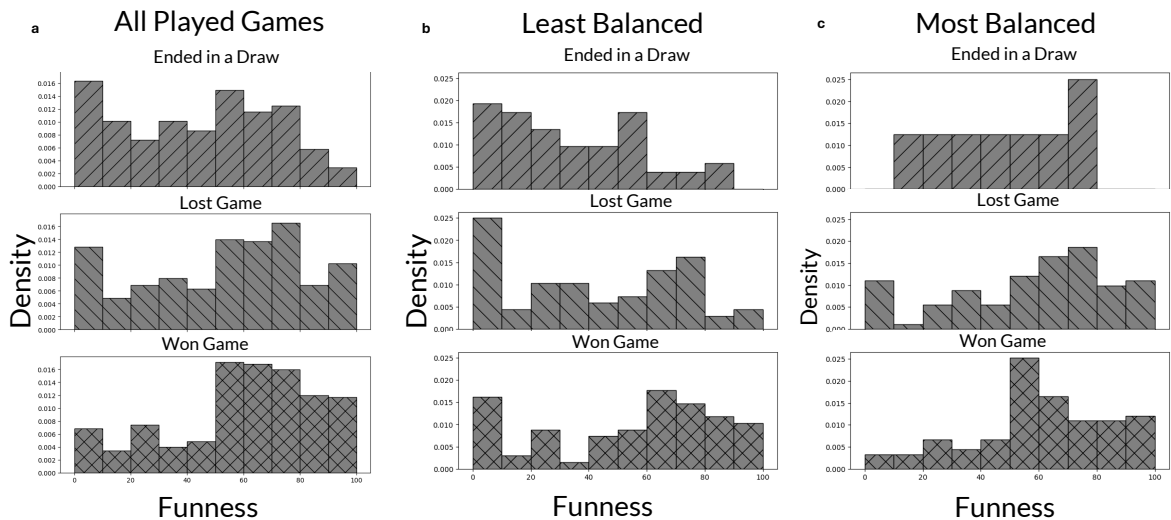 a
All Played Games
b
Least Balanced
c
Most Balanced
Ended in a Draw
Ended in a Draw
Ended in a Draw
0.016
0.014
0.012
0.010
0.008
0.006
0.004
0.002
0.000
0.025
0.020
0.015
0.010
0.005
0.000
0.025
0.020
0.015
0.010
0.005
0.000
Lost Game
Lost Game
Lost Game
Density
0.016
0.014
0.012
0.010
0.008
0.006
0.004
0.002
0.000
Density
0.025
0.020
0.015
0.010
0.005
0.000
Density
0.025
0.020
0.015
0.010
0.005
0.000
Won Game
Won Game
Won Game
0.016
0.014
0.012
0.010
0.008
0.006
0.004
0.002
0.000
0 20 40 60 80 100
0.025
0.020
0.015
0.010
0.005
0.000
0 20 40 60 80 100
0.025
0.020
0.015
0.010
0.005
0.000
0 20 40 60 80 100
Funness
Funness
Funness